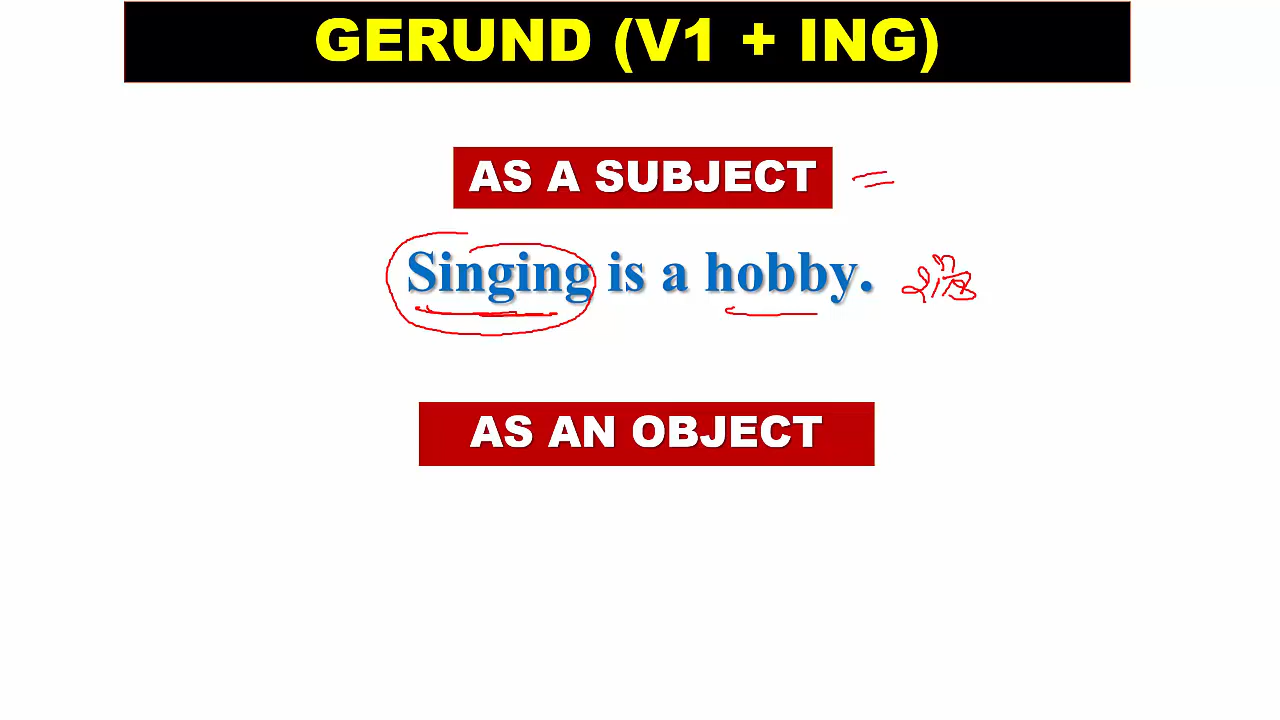 GERUND (V1 + ING)
AS A SUBJECT =
Singing is a hobby.
AS AN OBJECT